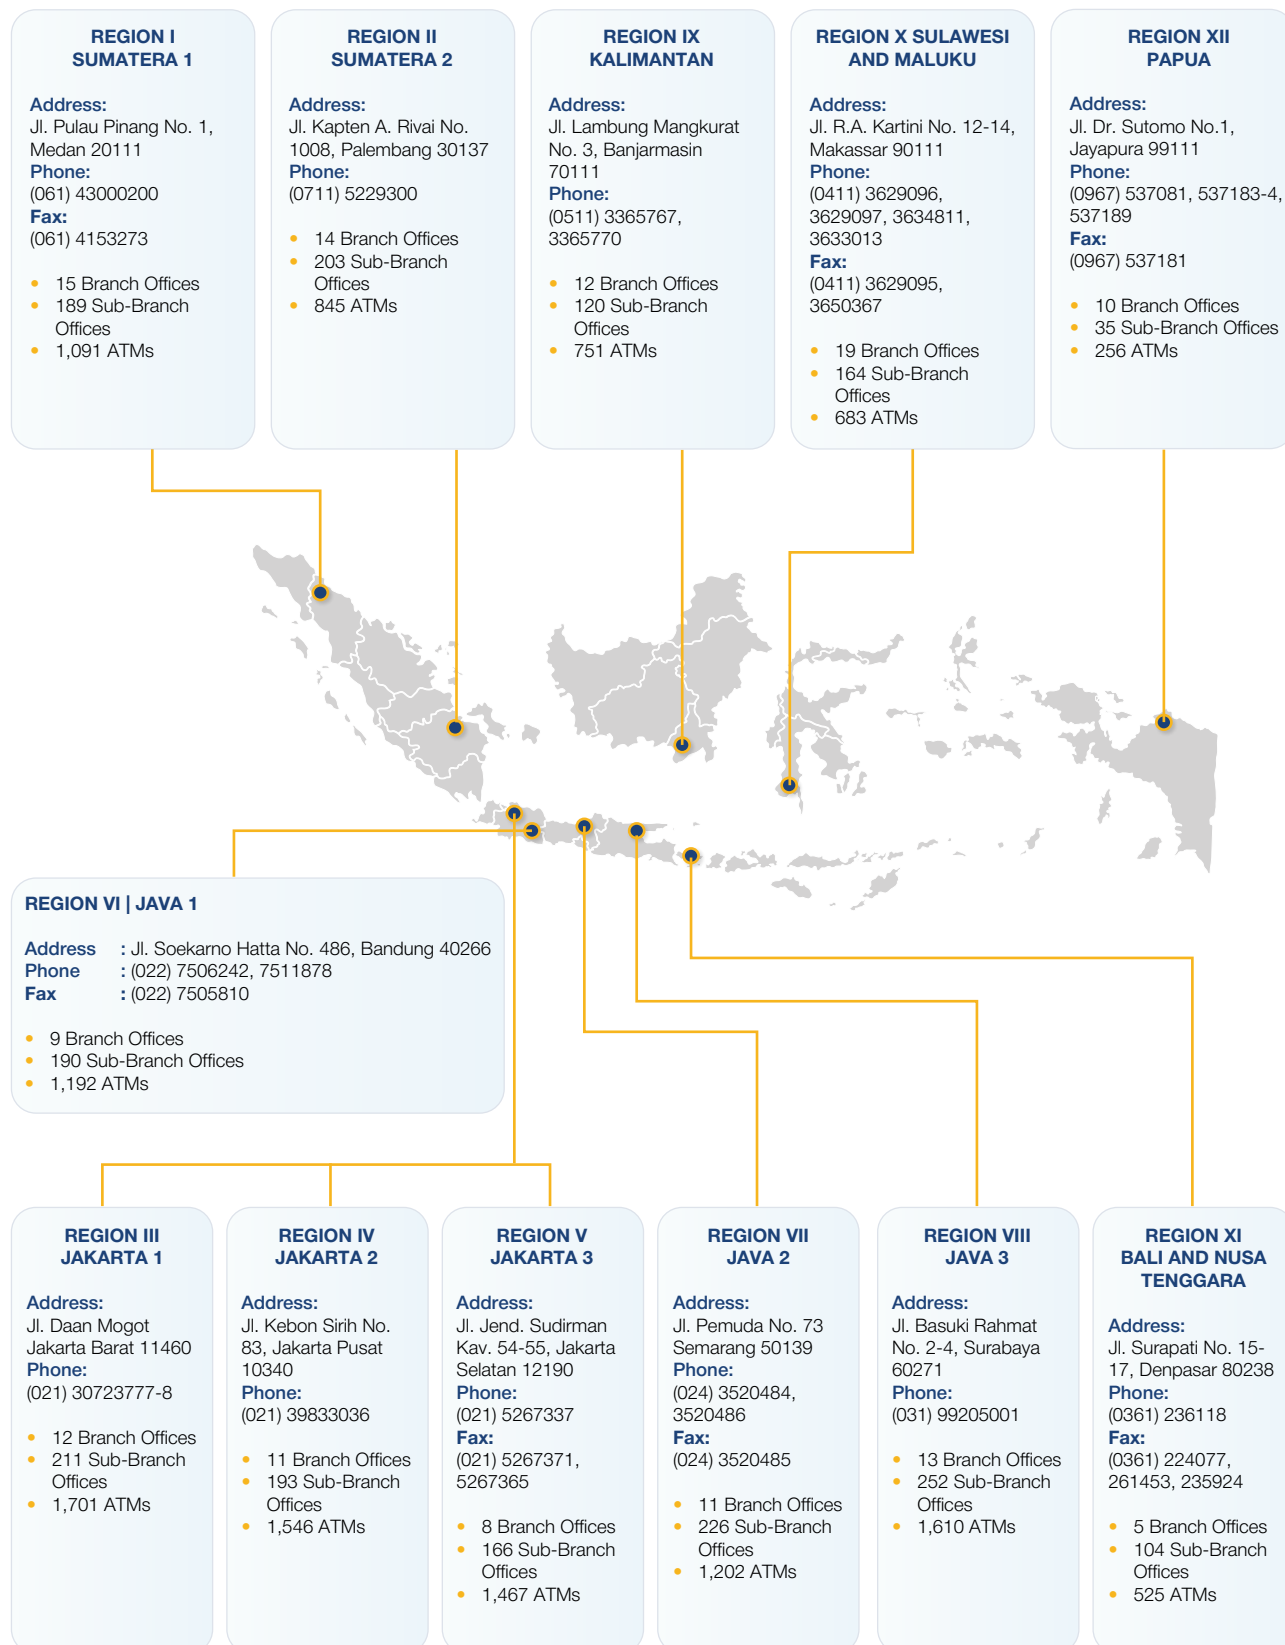 REGION I
SUMATERA 1
Address:
Jl. Pulau Pinang No. 1,
Medan 20111
Phone:
(061) 43000200
Fax:
(061) 4153273
• 15 Branch Offices
• 189 Sub-Branch
Offices
• 1,091 ATMs
REGION II
SUMATERA 2
Address:
Jl. Kapten A. Rivai No.
1008, Palembang 30137
Phone:
(0711) 5229300
• 14 Branch Offices
• 203 Sub-Branch
Offices
• 845 ATMs
REGION IX
KALIMANTAN
Address:
Jl. Lambung Mangkurat
No. 3, Banjarmasin
70111
Phone:
(0511) 3365767,
3365770
• 12 Branch Offices
• 120 Sub-Branch
Offices
• 751 ATMs
REGION X SULAWESI
AND MALUKU
Address:
Jl. R.A. Kartini No. 12-14,
Makassar 90111
Phone:
(0411) 3629096,
3629097, 3634811,
3633013
Fax:
(0411) 3629095,
3650367
• 19 Branch Offices
• 164 Sub-Branch
Offices
• 683 ATMs
REGION XII
PAPUA
Address:
Jl. Dr. Sutomo No.1,
Jayapura 99111
Phone:
(0967) 537081, 537183-4,
537189
Fax:
(0967) 537181
• 10 Branch Offices
• 35 Sub-Branch Offices
• 256 ATMs
REGION VI | JAVA 1
Address : Jl. Soekarno Hatta No. 486, Bandung 40266
Phone : (022) 7506242, 7511878
Fax : (022) 7505810
• 9 Branch Offices
• 190 Sub-Branch Offices
• 1,192 ATMs
REGION III
JAKARTA 1
Address:
Jl. Daan Mogot
Jakarta Barat 11460
Phone:
(021) 30723777-8
• 12 Branch Offices
• 211 Sub-Branch
Offices
• 1,701 ATMs
REGION IV
JAKARTA 2
Address:
Jl. Kebon Sirih No.
83, Jakarta Pusat
10340
Phone:
(021) 39833036
• 11 Branch Offices
• 193 Sub-Branch
Offices
• 1,546 ATMs
REGION V
JAKARTA 3
Address:
Jl. Jend. Sudirman
Kav. 54-55, Jakarta
Selatan 12190
Phone:
(021) 5267337
Fax:
(021) 5267371,
5267365
• 8 Branch Offices
• 166 Sub-Branch
Offices
• 1,467 ATMs
REGION VII
JAVA 2
Address:
Jl. Pemuda No. 73
Semarang 50139
Phone:
(024) 3520484,
3520486
Fax:
(024) 3520485
• 11 Branch Offices
• 226 Sub-Branch
Offices
• 1,202 ATMs
REGION VIII
JAVA 3
Address:
Jl. Basuki Rahmat
No. 2-4, Surabaya
60271
Phone:
(031) 99205001
• 13 Branch Offices
• 252 Sub-Branch
Offices
• 1,610 ATMs
REGION XI
BALI AND NUSA
TENGGARA
Address:
Jl. Surapati No. 15-
17, Denpasar 80238
Phone:
(0361) 236118
Fax:
(0361) 224077,
261453, 235924
• 5 Branch Offices
• 104 Sub-Branch
Offices
• 525 ATMs